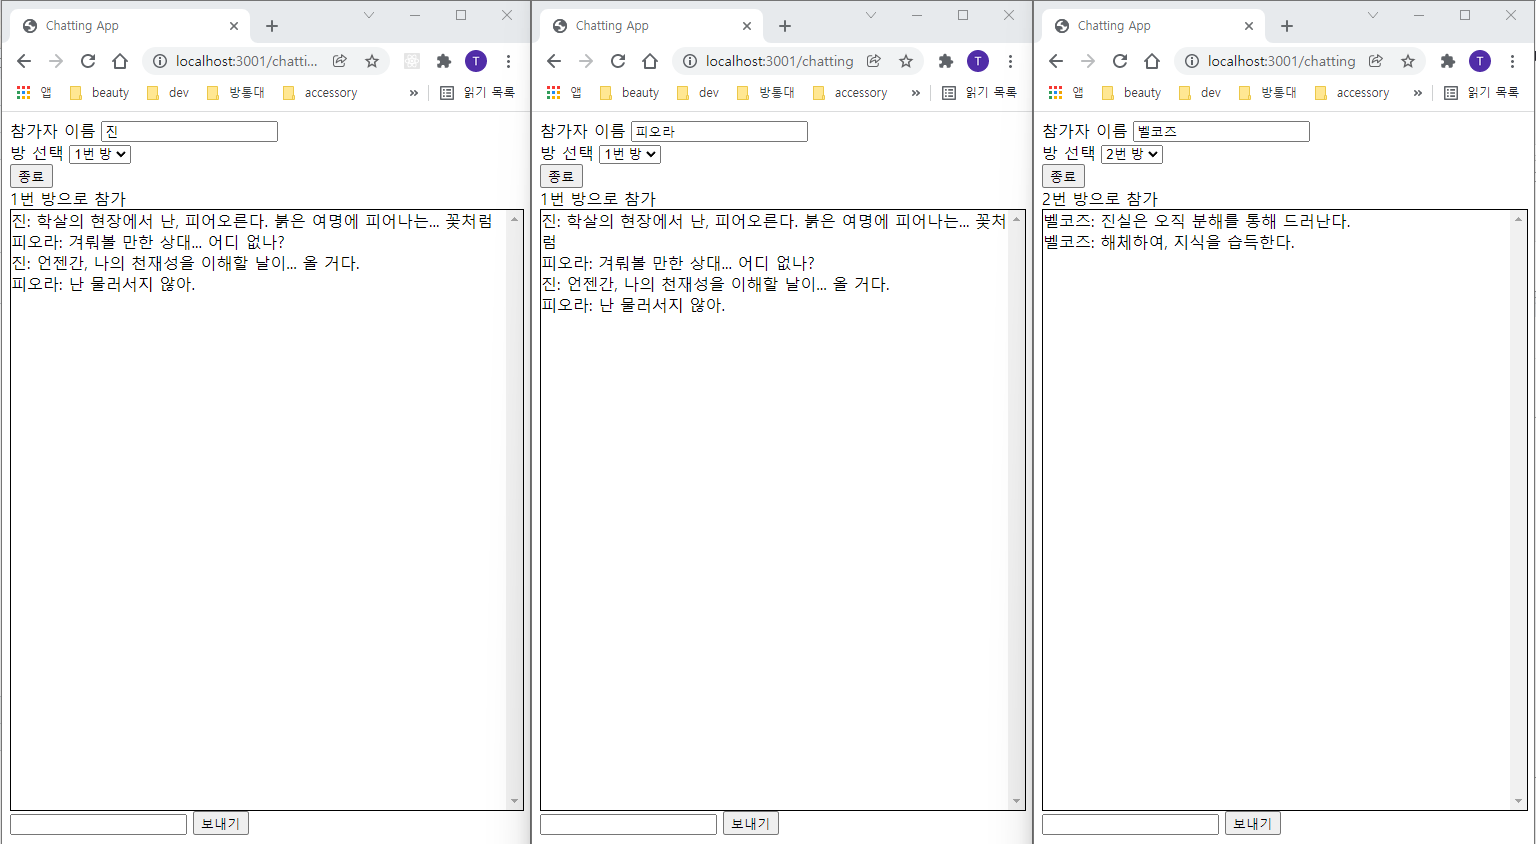 Chatting App
localhost:3001/chatti...
T
앱 beauty dev 방통대 accessory » 읽기 목록
참가자 이름 진
방 선택 1번 방
종료
1번 방으로 참가
진: 학살의 현장에서 난, 피어오른다. 붉은 여명에 피어나는... 꽃처럼
피오라: 겨뤄볼 만한 상대... 어디 없나?
진: 언젠간, 나의 천재성을 이해할 날이... 올 거다.
피오라: 난 물러서지 않아.
보내기
Chatting App
localhost:3001/chatting
T
앱 beauty dev 방통대 accessory » 읽기 목록
참가자 이름 피오라
방 선택 1번 방
종료
1번 방으로 참가
진: 학살의 현장에서 난, 피어오른다. 붉은 여명에 피어나는... 꽃처
럼
피오라: 겨뤄볼 만한 상대... 어디 없나?
진: 언젠간, 나의 천재성을 이해할 날이... 올 거다.
피오라: 난 물러서지 않아.
보내기
Chatting App
localhost:3001/chatting
T
앱 beauty dev 방통대 accessory » 읽기 목록
참가자 이름 벨코즈
방 선택 2번 방
종료
2번 방으로 참가
벨코즈: 진실은 오직 분해를 통해 드러난다.
벨코즈: 해체하여, 지식을 습득한다.
보내기